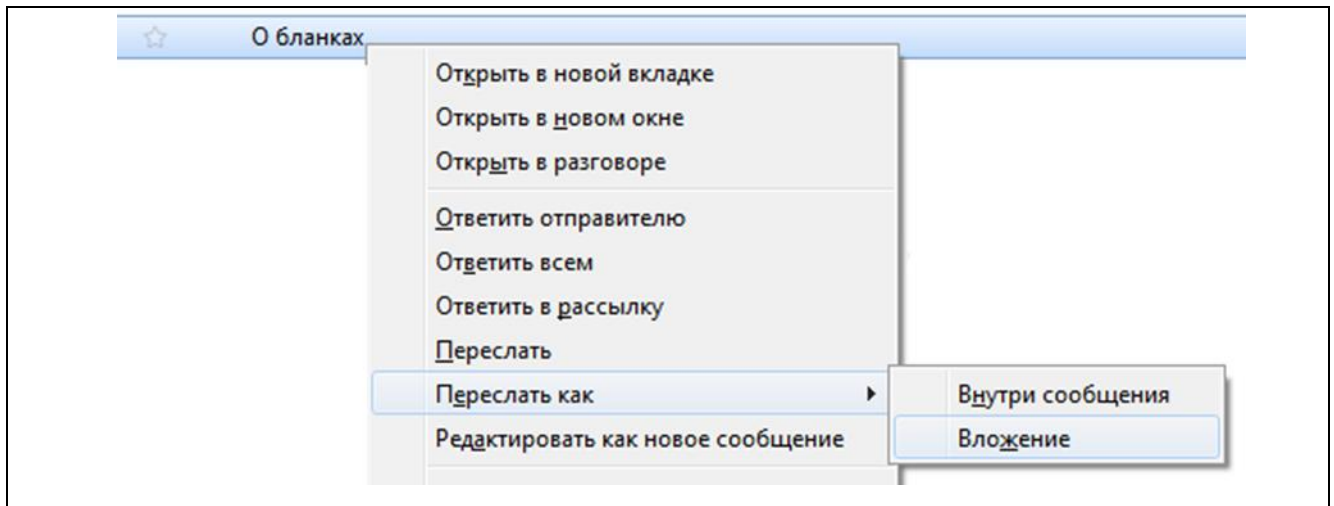 О бланках
Открыть в новой вкладке
Открыть в новом окне
Открыть в разговоре
Ответить отправителю
Ответить всем
Ответить в рассылку
Переслать
Переслать как
Внутри сообщения
Редактировать как новое сообщение
Вложение